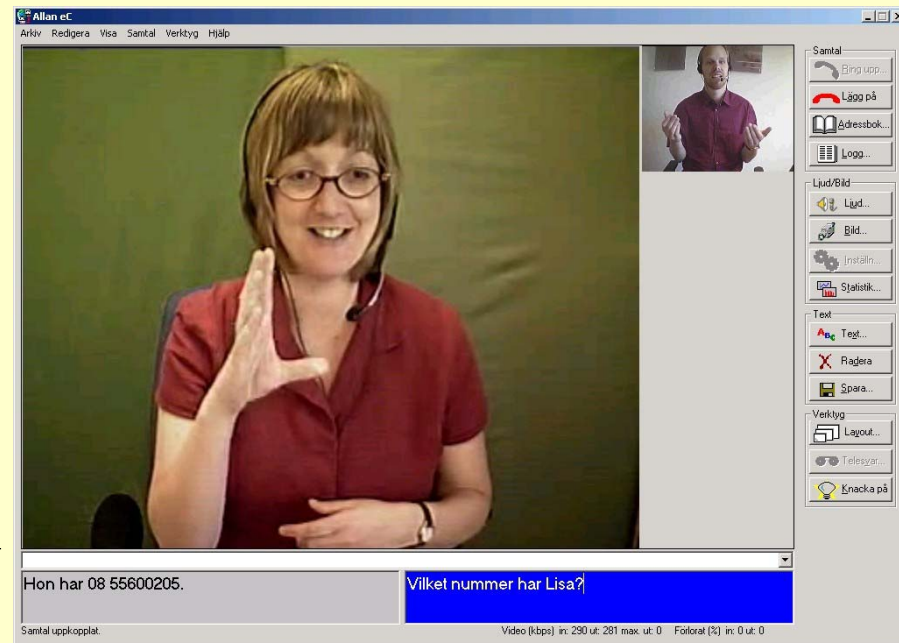 Allan eC
Arkiv Redigera Visa Samtal Verktyg Hjälp
Samtal
Ring upp...
Lägg på
Adressbok...
Logg...
Ljud/Bild
Ljud...
Bild...
Inställn...
Statistik...
Text
ABC Text...
Radera
Spara...
Verktyg
Layout...
Telesvar...
Knacka på
Hon har 08 55600205.
Vilket nummer har Lisa?
Samtal uppkopplat.
Video (kbps) in: 290 ut: 281 max. ut: 0 Förlorat (%) in: 0 ut: 0